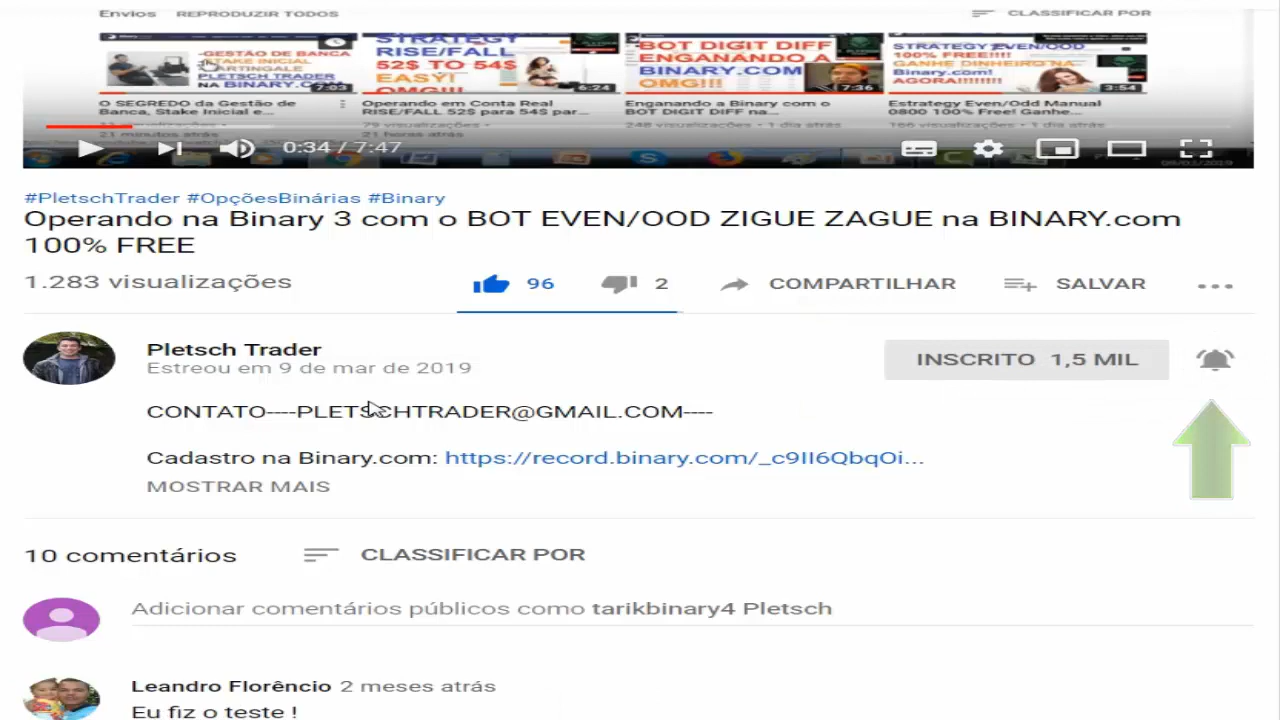 Envios REPRODUZIR TODOS CLASSIFICAR POR
-GESTÃO DE BANCA
STAKE INICIAL
MARTINGALE
PLETSCH TRADER
NA BINARY.C
7:03
STRATEGY
RISE/FALL
52$ TO 54$
EASY!
OMG!!!
6:24
BOT DIGIT DIFF
ENGANANDO A
BINARY.COM
OMG!!!
7:36
STRATEGY EVEN/OOD
100% FREE!!!!
GANHE DINHEIRO NA
Binary.com!
AGORA!!!!!!!!!
3:54
O SEGREDO da Gestão de
Banca, Stake Inicial e...
21 minutos atrás
Operando em Conta Real
RISE/FALL 52$ para 54$ par...
21 horas atrás
Enganando a Binary com o
BOT DIGIT DIFF na...
248 visualizações • 1 dia atrás
Estrategy Even/Odd Manual
0800 100% Free! Ganhe...
166 visualizações • 1 dia atrás
0:34 / 7:47
#PletschTrader #OpçõesBinárias #Binary
Operando na Binary 3 com o BOT EVEN/OOD ZIGUE ZAGUE na BINARY.com
100% FREE
1.283 visualizações 96 2 COMPARTILHAR SALVAR
Pletsch Trader
Estreou em 9 de mar de 2019
INSCRITO 1,5 MIL
CONTATO----PLETSCHTRADER@GMAIL.COM----
Cadastro na Binary.com: https://record.binary.com/_c9II6QbqOi...
MOSTRAR MAIS
10 comentários CLASSIFICAR POR
Adicionar comentários públicos como tarikbinary4 Pletsch
Leandro Florêncio 2 meses atrás
Eu fiz o teste !